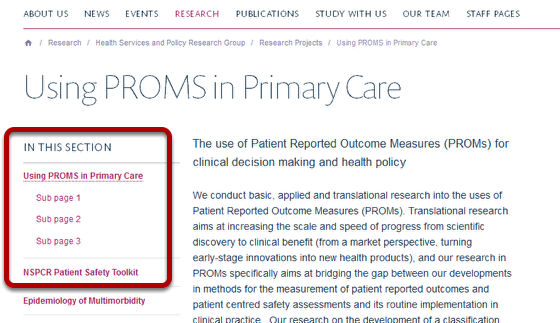 ABOUT US NEWS EVENTS RESEARCH PUBLICATIONS STUDY WITH US OUR TEAM STAFF PAGES
/ Research / Health Services and Policy Research Group / Research Projects / Using PROMS in Primary Care
Using PROMS in Primary Care
IN THIS SECTION
Using PROMS in Primary Care
Sub page 1
Sub page 2
Sub page 3
NSPCR Patient Safety Toolkit
Epidemiology of Multimorbidity
The use of Patient Reported Outcome Measures (PROMs) for
clinical decision making and health policy
We conduct basic, applied and translational research into the uses of
Patient Reported Outcome Measures (PROMs). Translational research
aims at increasing the scale and speed of progress from scientific
discovery to clinical benefit (from a market perspective, turning
early-stage innovations into new health products), and our research in
PROMs specifically aims at bridging the gap between our developments
in methods for the measurement of patient reported outcomes and
patient centred safety assessments and its routine implementation in
clinical practice. Our research on the development of a classification